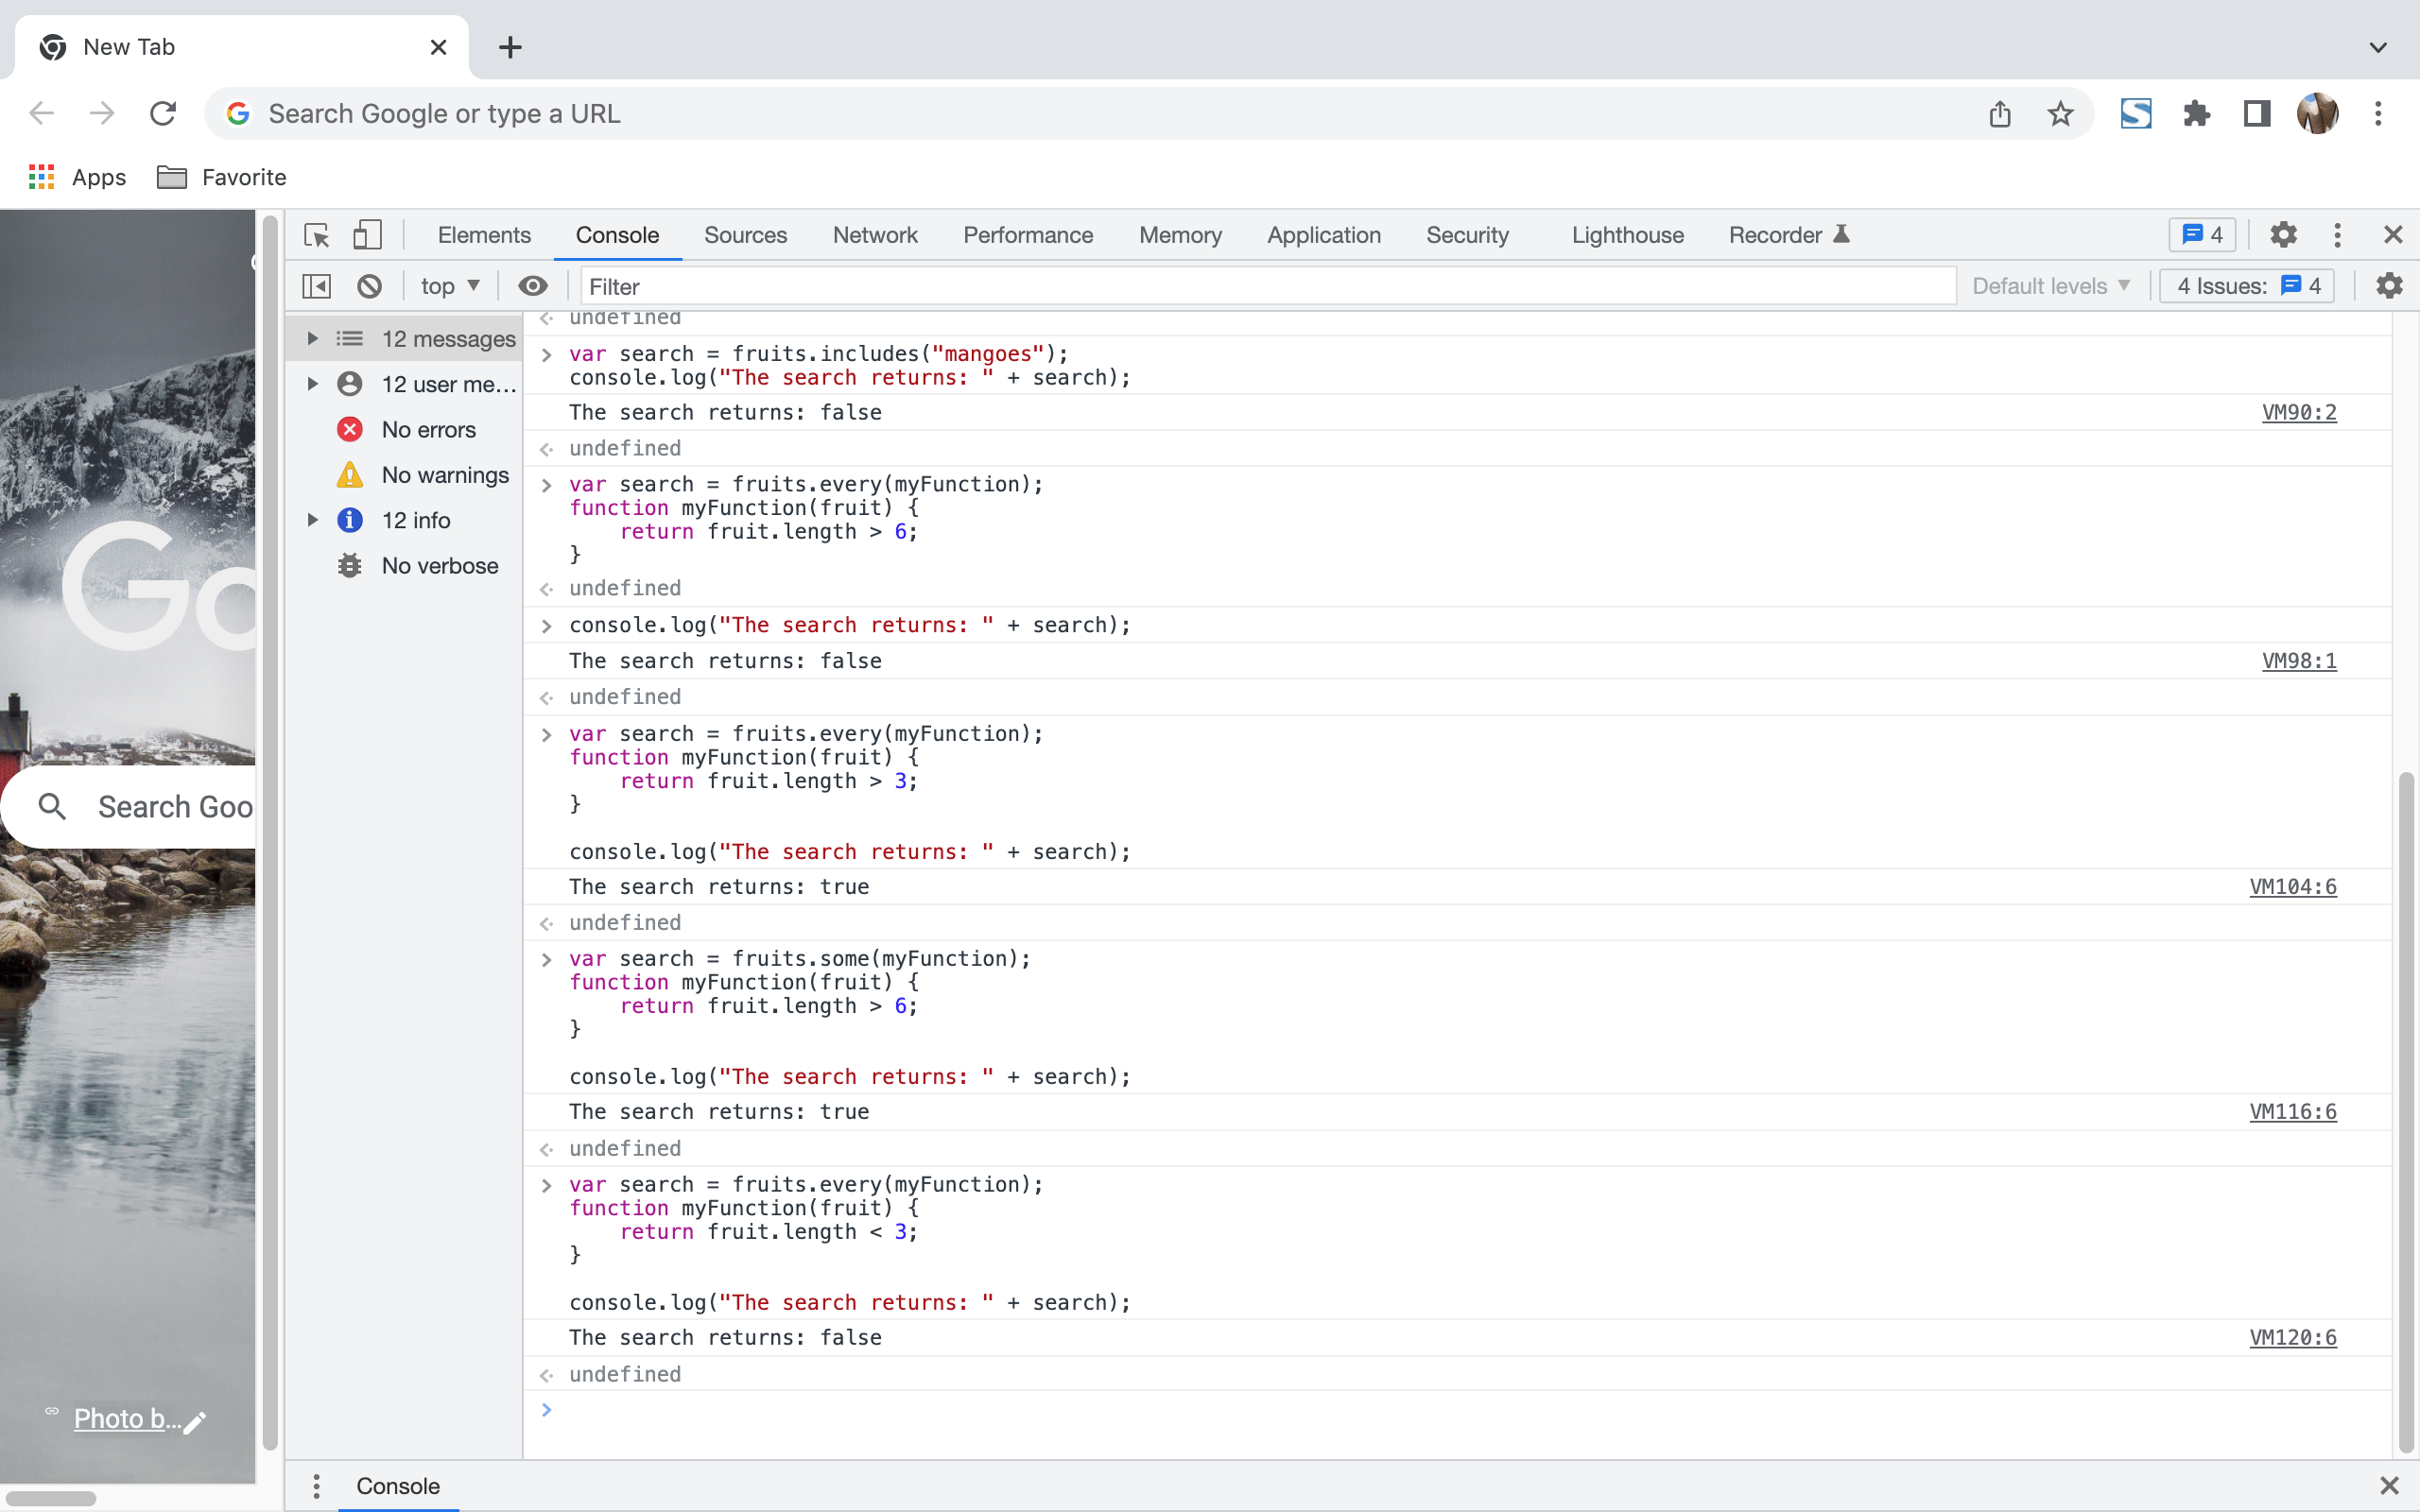 New Tab
Search Google or type a URL
Apps
Favorite
Elements Console Sources Network Performance Memory Application Security Lighthouse Recorder 4
top Filter Default levels 4 Issues: 4
12 messages
12 user me...
No errors
No warnings
12 info
No verbose
undefined
var search = fruits.includes("mangoes");
console.log("The search returns: " + search);
The search returns: false VM90:2
undefined
var search = fruits.every(myFunction);
function myFunction(fruit) {
    return fruit.length > 6;
}
undefined
console.log("The search returns: " + search);
The search returns: false VM98:1
undefined
var search = fruits.every(myFunction);
function myFunction(fruit) {
    return fruit.length > 3;
}
console.log("The search returns: " + search);
The search returns: true VM104:6
undefined
var search = fruits.some(myFunction);
function myFunction(fruit) {
    return fruit.length > 6;
}
console.log("The search returns: " + search);
The search returns: true VM116:6
undefined
var search = fruits.every(myFunction);
function myFunction(fruit) {
    return fruit.length < 3;
}
console.log("The search returns: " + search);
The search returns: false VM120:6
undefined
Go
Search Goo
Photo b...
Console